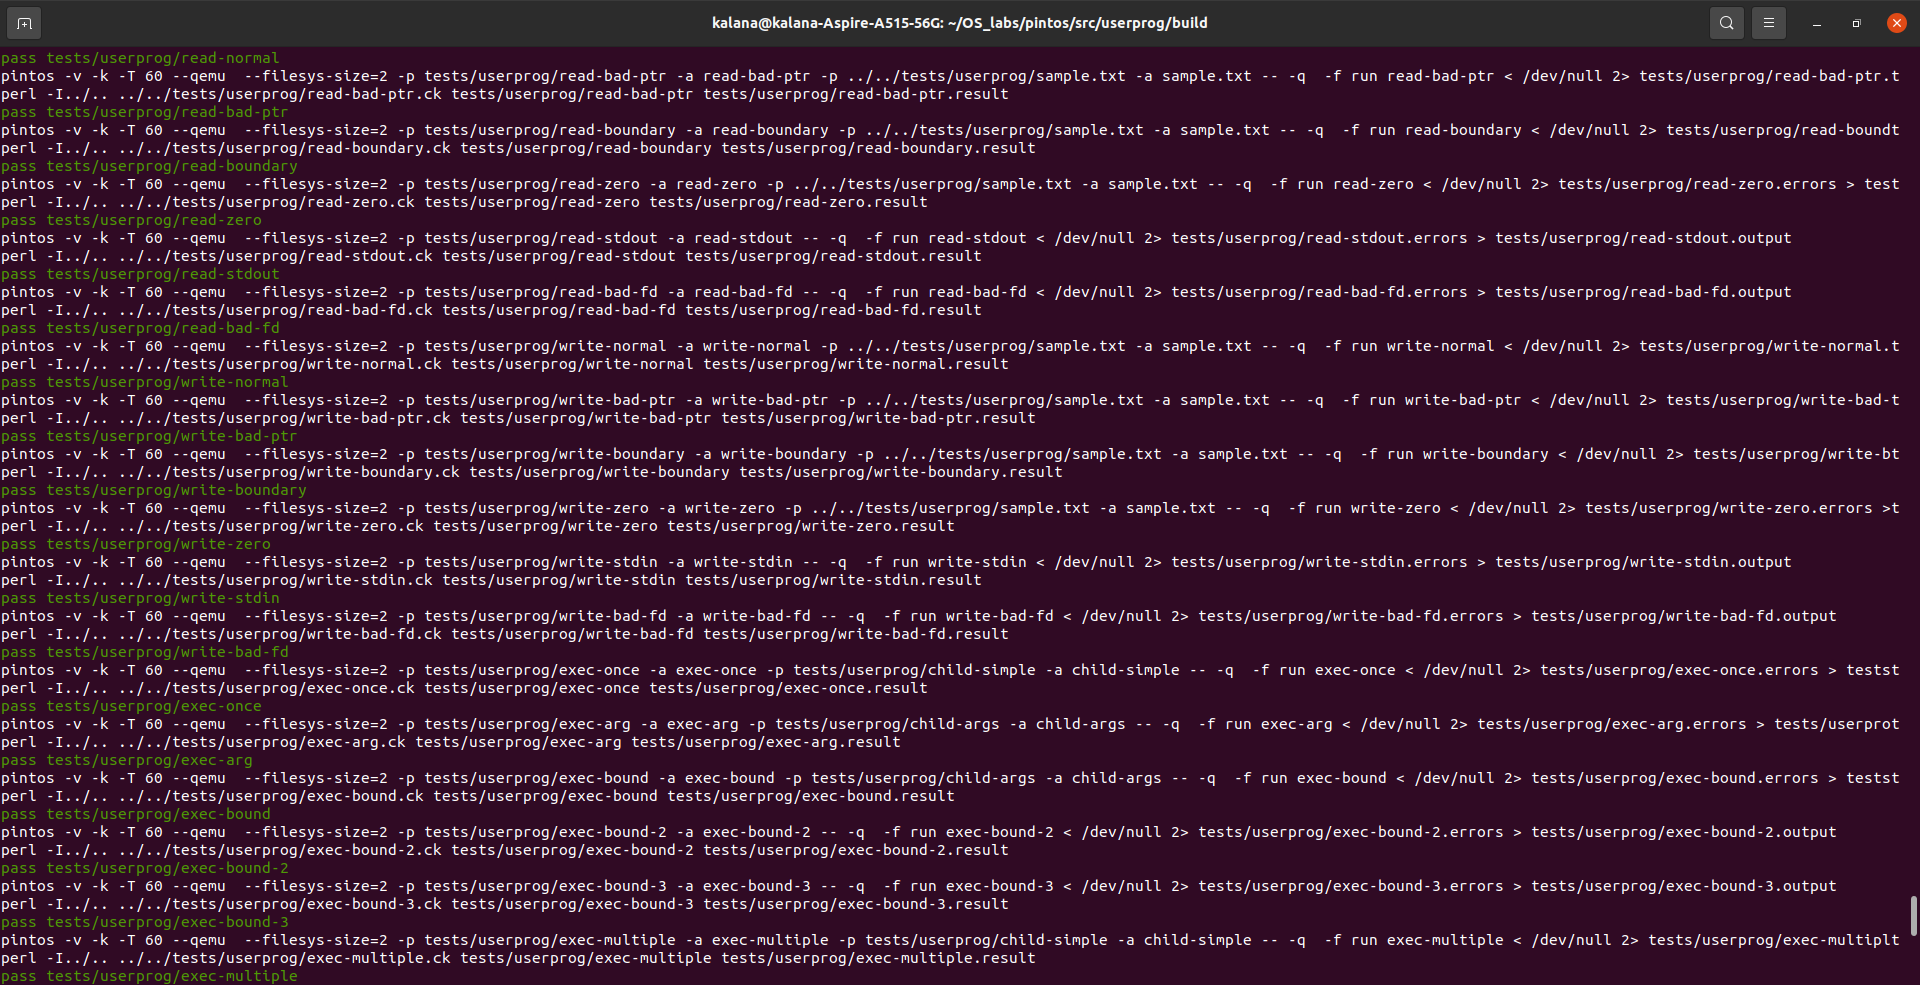 kalana@kalana-Aspire-A515-56G: ~/OS_labs/pintos/src/userprog/build
pass tests/userprog/read-normal
pintos -v -k -T 60 --qemu  --filesys-size=2 -p tests/userprog/read-bad-ptr -a read-bad-ptr -p ../../tests/userprog/sample.txt -a sample.txt -- -q  -f run read-bad-ptr < /dev/null 2> tests/userprog/read-bad-ptr.t
perl -I../.. ../../tests/userprog/read-bad-ptr.ck tests/userprog/read-bad-ptr tests/userprog/read-bad-ptr.result
pass tests/userprog/read-bad-ptr
pintos -v -k -T 60 --qemu  --filesys-size=2 -p tests/userprog/read-boundary -a read-boundary -p ../../tests/userprog/sample.txt -a sample.txt -- -q  -f run read-boundary < /dev/null 2> tests/userprog/read-boundt
perl -I../.. ../../tests/userprog/read-boundary.ck tests/userprog/read-boundary tests/userprog/read-boundary.result
pass tests/userprog/read-boundary
pintos -v -k -T 60 --qemu  --filesys-size=2 -p tests/userprog/read-zero -a read-zero -p ../../tests/userprog/sample.txt -a sample.txt -- -q  -f run read-zero < /dev/null 2> tests/userprog/read-zero.errors > test
perl -I../.. ../../tests/userprog/read-zero.ck tests/userprog/read-zero tests/userprog/read-zero.result
pass tests/userprog/read-zero
pintos -v -k -T 60 --qemu  --filesys-size=2 -p tests/userprog/read-stdout -a read-stdout -- -q  -f run read-stdout < /dev/null 2> tests/userprog/read-stdout.errors > tests/userprog/read-stdout.output
perl -I../.. ../../tests/userprog/read-stdout.ck tests/userprog/read-stdout tests/userprog/read-stdout.result
pass tests/userprog/read-stdout
pintos -v -k -T 60 --qemu  --filesys-size=2 -p tests/userprog/read-bad-fd -a read-bad-fd -- -q  -f run read-bad-fd < /dev/null 2> tests/userprog/read-bad-fd.errors > tests/userprog/read-bad-fd.output
perl -I../.. ../../tests/userprog/read-bad-fd.ck tests/userprog/read-bad-fd tests/userprog/read-bad-fd.result
pass tests/userprog/read-bad-fd
pintos -v -k -T 60 --qemu  --filesys-size=2 -p tests/userprog/write-normal -a write-normal -p ../../tests/userprog/sample.txt -a sample.txt -- -q  -f run write-normal < /dev/null 2> tests/userprog/write-normal.t
perl -I../.. ../../tests/userprog/write-normal.ck tests/userprog/write-normal tests/userprog/write-normal.result
pass tests/userprog/write-normal
pintos -v -k -T 60 --qemu  --filesys-size=2 -p tests/userprog/write-bad-ptr -a write-bad-ptr -p ../../tests/userprog/sample.txt -a sample.txt -- -q  -f run write-bad-ptr < /dev/null 2> tests/userprog/write-bad-t
perl -I../.. ../../tests/userprog/write-bad-ptr.ck tests/userprog/write-bad-ptr tests/userprog/write-bad-ptr.result
pass tests/userprog/write-bad-ptr
pintos -v -k -T 60 --qemu  --filesys-size=2 -p tests/userprog/write-boundary -a write-boundary -p ../../tests/userprog/sample.txt -a sample.txt -- -q  -f run write-boundary < /dev/null 2> tests/userprog/write-bt
perl -I../.. ../../tests/userprog/write-boundary.ck tests/userprog/write-boundary tests/userprog/write-boundary.result
pass tests/userprog/write-boundary
pintos -v -k -T 60 --qemu  --filesys-size=2 -p tests/userprog/write-zero -a write-zero -p ../../tests/userprog/sample.txt -a sample.txt -- -q  -f run write-zero < /dev/null 2> tests/userprog/write-zero.errors >t
perl -I../.. ../../tests/userprog/write-zero.ck tests/userprog/write-zero tests/userprog/write-zero.result
pass tests/userprog/write-zero
pintos -v -k -T 60 --qemu  --filesys-size=2 -p tests/userprog/write-stdin -a write-stdin -- -q  -f run write-stdin < /dev/null 2> tests/userprog/write-stdin.errors > tests/userprog/write-stdin.output
perl -I../.. ../../tests/userprog/write-stdin.ck tests/userprog/write-stdin tests/userprog/write-stdin.result
pass tests/userprog/write-stdin
pintos -v -k -T 60 --qemu  --filesys-size=2 -p tests/userprog/write-bad-fd -a write-bad-fd -- -q  -f run write-bad-fd < /dev/null 2> tests/userprog/write-bad-fd.errors > tests/userprog/write-bad-fd.output
perl -I../.. ../../tests/userprog/write-bad-fd.ck tests/userprog/write-bad-fd tests/userprog/write-bad-fd.result
pass tests/userprog/write-bad-fd
pintos -v -k -T 60 --qemu  --filesys-size=2 -p tests/userprog/exec-once -a exec-once -p tests/userprog/child-simple -a child-simple -- -q  -f run exec-once < /dev/null 2> tests/userprog/exec-once.errors > testst
perl -I../.. ../../tests/userprog/exec-once.ck tests/userprog/exec-once tests/userprog/exec-once.result
pass tests/userprog/exec-once
pintos -v -k -T 60 --qemu  --filesys-size=2 -p tests/userprog/exec-arg -a exec-arg -p tests/userprog/child-args -a child-args -- -q  -f run exec-arg < /dev/null 2> tests/userprog/exec-arg.errors > tests/userprot
perl -I../.. ../../tests/userprog/exec-arg.ck tests/userprog/exec-arg tests/userprog/exec-arg.result
pass tests/userprog/exec-arg
pintos -v -k -T 60 --qemu  --filesys-size=2 -p tests/userprog/exec-bound -a exec-bound -p tests/userprog/child-args -a child-args -- -q  -f run exec-bound < /dev/null 2> tests/userprog/exec-bound.errors > testst
perl -I../.. ../../tests/userprog/exec-bound.ck tests/userprog/exec-bound tests/userprog/exec-bound.result
pass tests/userprog/exec-bound
pintos -v -k -T 60 --qemu  --filesys-size=2 -p tests/userprog/exec-bound-2 -a exec-bound-2 -- -q  -f run exec-bound-2 < /dev/null 2> tests/userprog/exec-bound-2.errors > tests/userprog/exec-bound-2.output
perl -I../.. ../../tests/userprog/exec-bound-2.ck tests/userprog/exec-bound-2 tests/userprog/exec-bound-2.result
pass tests/userprog/exec-bound-2
pintos -v -k -T 60 --qemu  --filesys-size=2 -p tests/userprog/exec-bound-3 -a exec-bound-3 -- -q  -f run exec-bound-3 < /dev/null 2> tests/userprog/exec-bound-3.errors > tests/userprog/exec-bound-3.output
perl -I../.. ../../tests/userprog/exec-bound-3.ck tests/userprog/exec-bound-3 tests/userprog/exec-bound-3.result
pass tests/userprog/exec-bound-3
pintos -v -k -T 60 --qemu  --filesys-size=2 -p tests/userprog/exec-multiple -a exec-multiple -p tests/userprog/child-simple -a child-simple -- -q  -f run exec-multiple < /dev/null 2> tests/userprog/exec-multiplt
perl -I../.. ../../tests/userprog/exec-multiple.ck tests/userprog/exec-multiple tests/userprog/exec-multiple.result
pass tests/userprog/exec-multiple